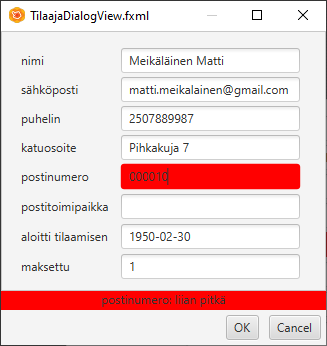 TilaajaDialogView.fxml
nimi Meikäläinen Matti
sähköposti matti.meikalainen@gmail.com
puhelin 2507889987
katuosoite Pihkakuja 7
postinumero 000010
postitoimipaikka
aloitti tilaamisen 1950-02-30
maksettu 1
postinumero: liian pitkä
OK Cancel